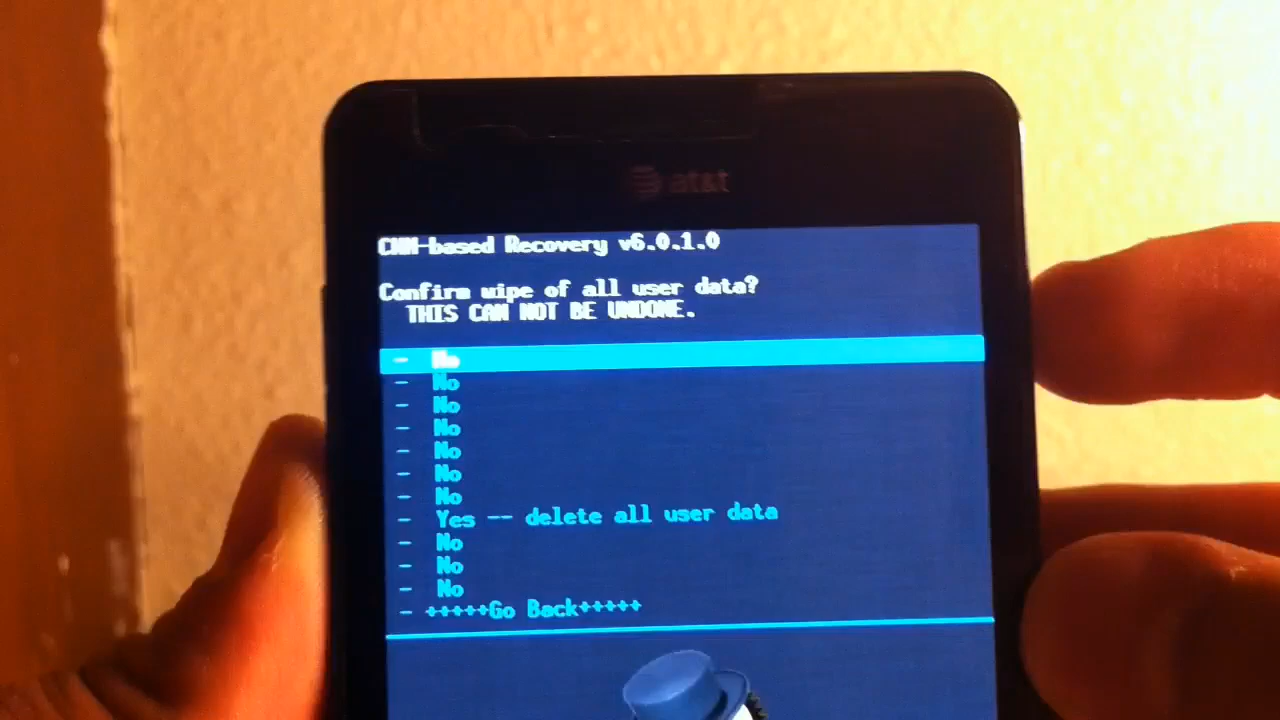 at&t
CWM-based Recovery v6.0.1.0
Confirm wipe of all user data?
THIS CAN NOT BE UNDONE.
- No
- No
- No
- No
- No
- No
- No
- Yes -- delete all user data
- No
- No
- No
- +++++Go Back+++++